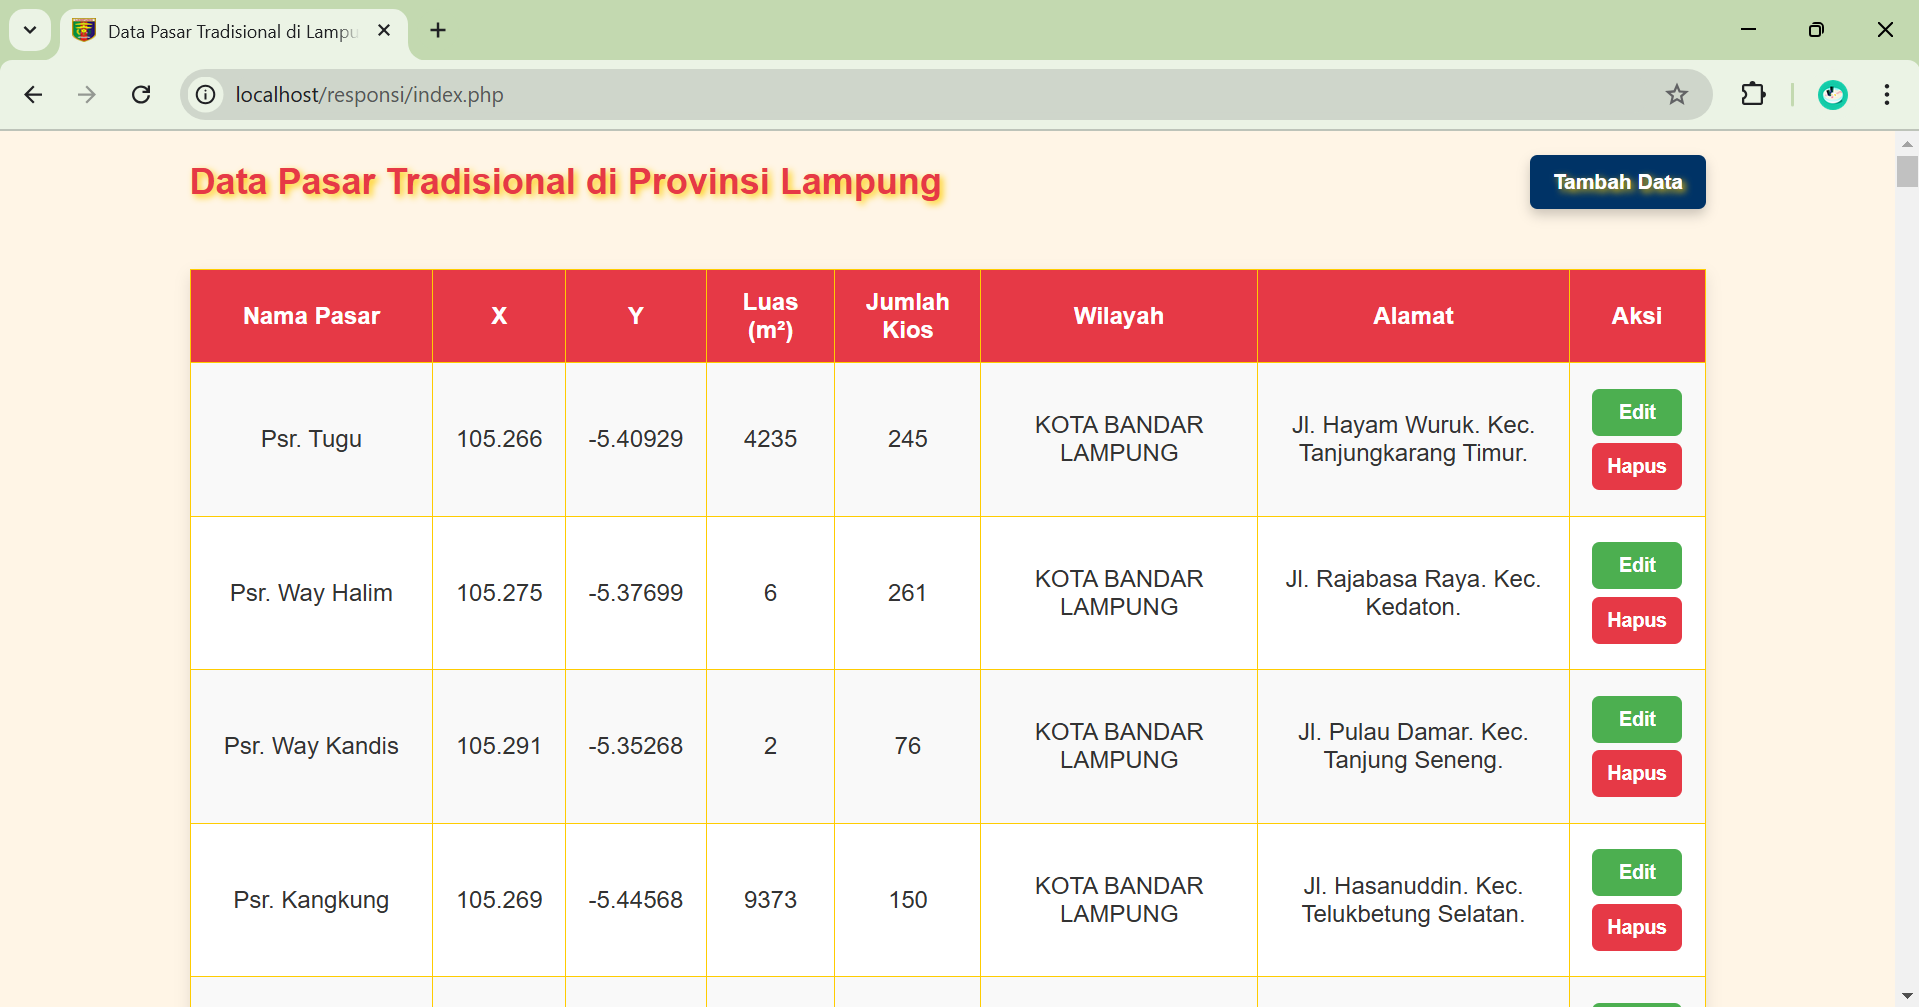 Data Pasar Tradisional di Lampu
localhost/responsi/index.php
Data Pasar Tradisional di Provinsi Lampung
Tambah Data
Nama Pasar
X
Y
Luas
(m²)
Jumlah
Kios
Wilayah
Alamat
Aksi
Psr. Tugu
105.266
-5.40929
4235
245
KOTA BANDAR
LAMPUNG
Jl. Hayam Wuruk. Kec.
Tanjungkarang Timur.
Edit
Hapus
Psr. Way Halim
105.275
-5.37699
6
261
KOTA BANDAR
LAMPUNG
Jl. Rajabasa Raya. Kec.
Kedaton.
Edit
Hapus
Psr. Way Kandis
105.291
-5.35268
2
76
KOTA BANDAR
LAMPUNG
Jl. Pulau Damar. Kec.
Tanjung Seneng.
Edit
Hapus
Psr. Kangkung
105.269
-5.44568
9373
150
KOTA BANDAR
LAMPUNG
Jl. Hasanuddin. Kec.
Telukbetung Selatan.
Edit
Hapus